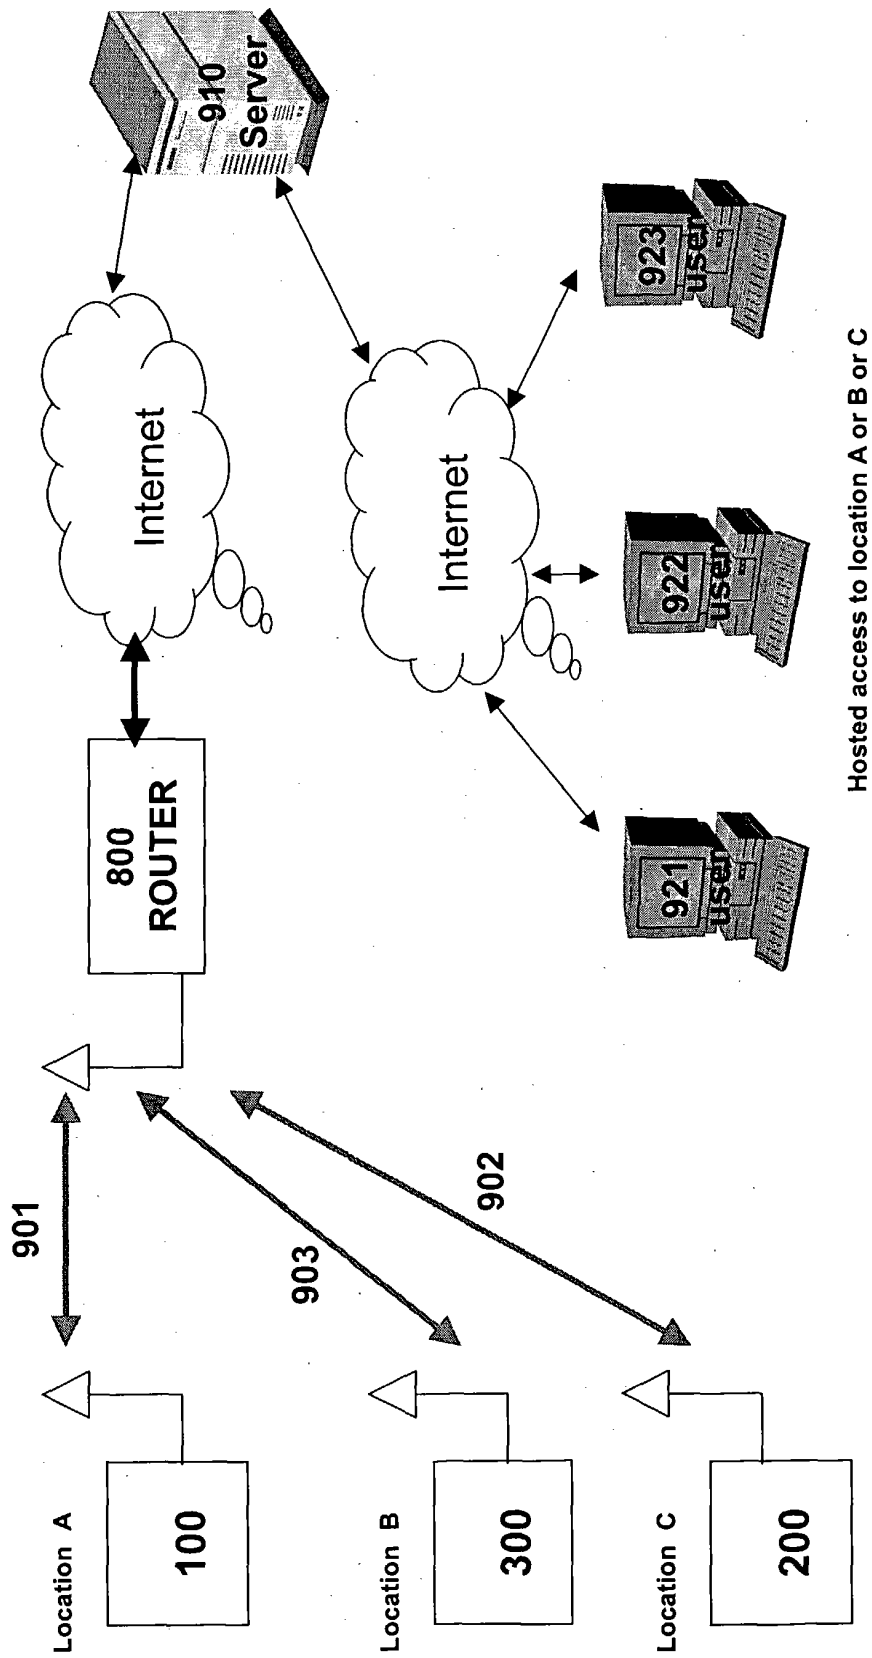 Location A
100
901
800
ROUTER
Internet
910
Server
Location B
300
903
Internet
Location C
200
902
921
user
922
user
923
user
Hosted access to location A or B or C